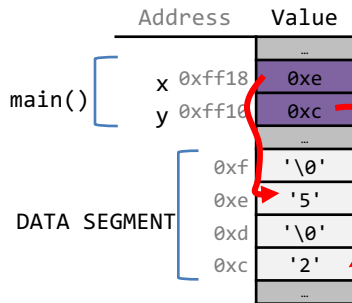 Address Value
…
x 0xff18 0xe
main()
y 0xff10 0xc
…
0xf '\0'
0xe '5'
DATA SEGMENT
0xd '\0'
0xc '2'
…